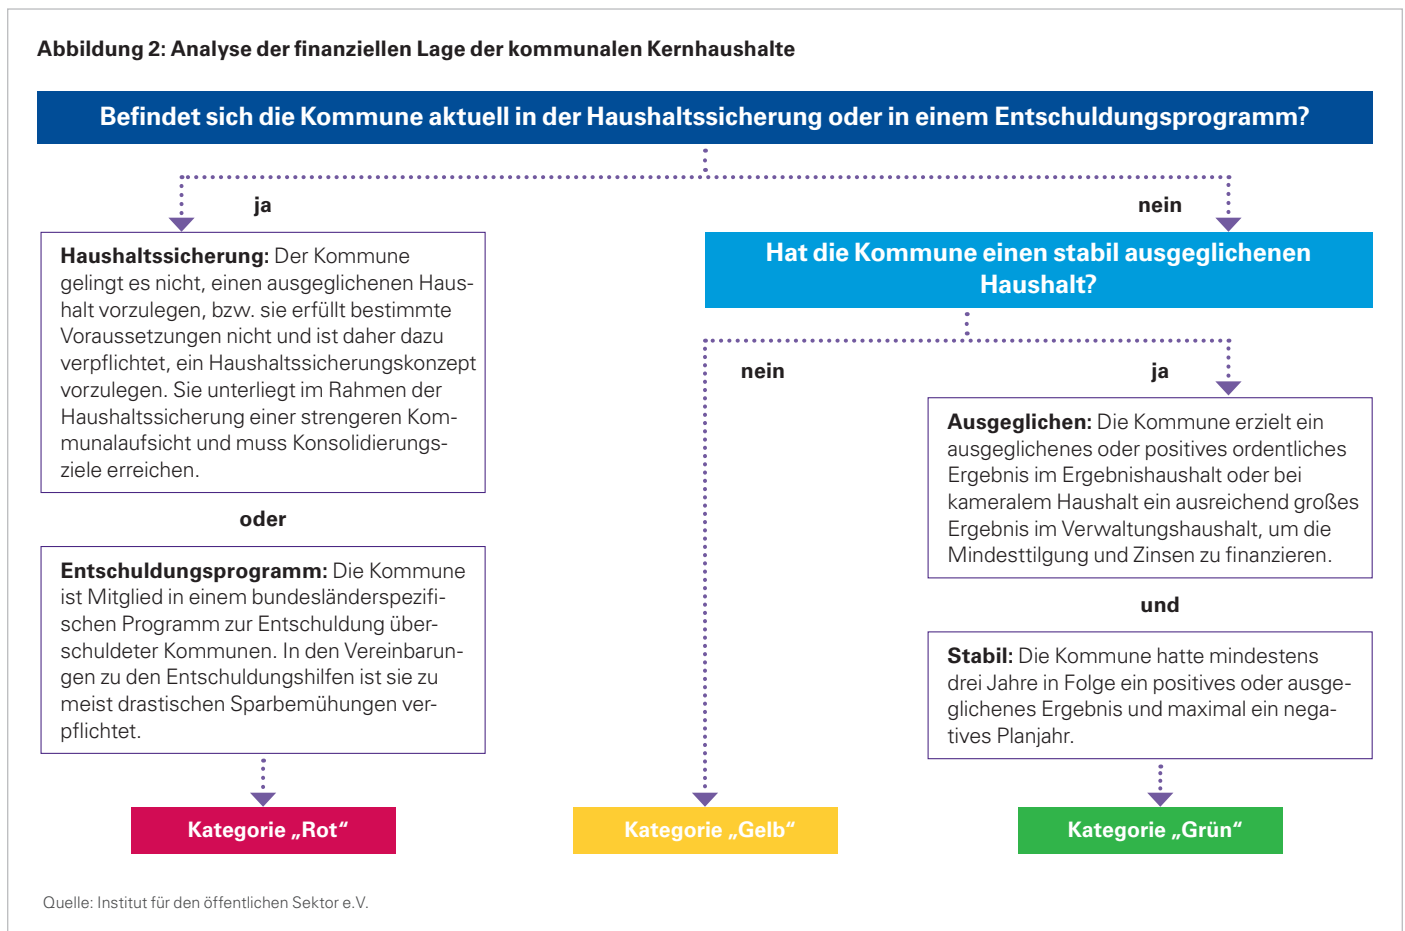 Abbildung 2: Analyse der finanziellen Lage der kommunalen Kernhaushalte
Befindet sich die Kommune aktuell in der Haushaltssicherung oder in einem Entschuldungsprogramm?
ja
nein
Haushaltssicherung: Der Kommune
gelingt es nicht, einen ausgeglichenen Haus-
halt vorzulegen, bzw. sie erfüllt bestimmte
Voraussetzungen nicht und ist daher dazu
verpflichtet, ein Haushaltssicherungskonzept
vorzulegen. Sie unterliegt im Rahmen der
Haushaltssicherung einer strengeren Kom-
munalaufsicht und muss Konsolidierungs-
ziele erreichen.
oder
Entschuldungsprogramm: Die Kommune
ist Mitglied in einem bundesländerspezifi-
schen Programm zur Entschuldung über-
schuldeter Kommunen. In den Vereinbarun-
gen zu den Entschuldungshilfen ist sie zu
meist drastischen Sparbemühungen ver-
pflichtet.
Kategorie „Rot“
Hat die Kommune einen stabil ausgeglichenen
Haushalt?
nein
ja
Kategorie „Gelb“
Ausgeglichen: Die Kommune erzielt ein
ausgeglichenes oder positives ordentliches
Ergebnis im Ergebnishaushalt oder bei
kameralem Haushalt ein ausreichend großes
Ergebnis im Verwaltungshaushalt, um die
Mindesttilgung und Zinsen zu finanzieren.
und
Stabil: Die Kommune hatte mindestens
drei Jahre in Folge ein positives oder ausge-
glichenes Ergebnis und maximal ein nega-
tives Planjahr.
Kategorie „Grün“
Quelle: Institut für den öffentlichen Sektor e.V.